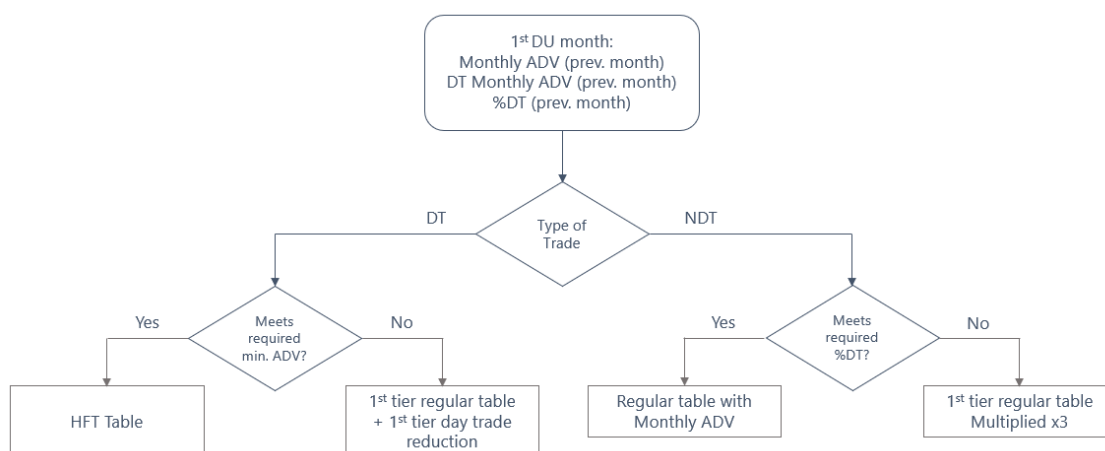 1st DU month:
Monthly ADV (prev. month)
DT Monthly ADV (prev. month)
%DT (prev. month)
DT
Type of
Trade
NDT
Yes
Meets
required
min. ADV?
No
Yes
Meets
required
%DT?
No
HFT Table
1st tier regular table
+ 1st tier day trade
reduction
Regular table with
Monthly ADV
1st tier regular table
Multiplied x3